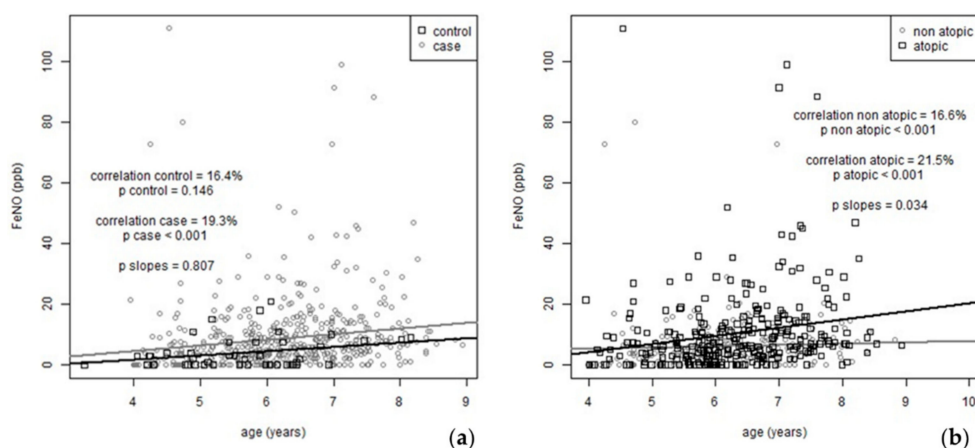 control
case
FeNO (ppb)
100
80
60
40
20
0
correlation control = 16.4%
p control = 0.146
correlation case = 19.3%
p case < 0.001
p slopes = 0.807
4
5
6
7
8
9
age (years)
(a)
non atopic
atopic
FeNO (ppb)
100
80
60
40
20
0
correlation non atopic = 16.6%
p non atopic < 0.001
correlation atopic = 21.5%
p atopic < 0.001
p slopes = 0.034
4
5
6
7
8
9
10
age (years)
(b)